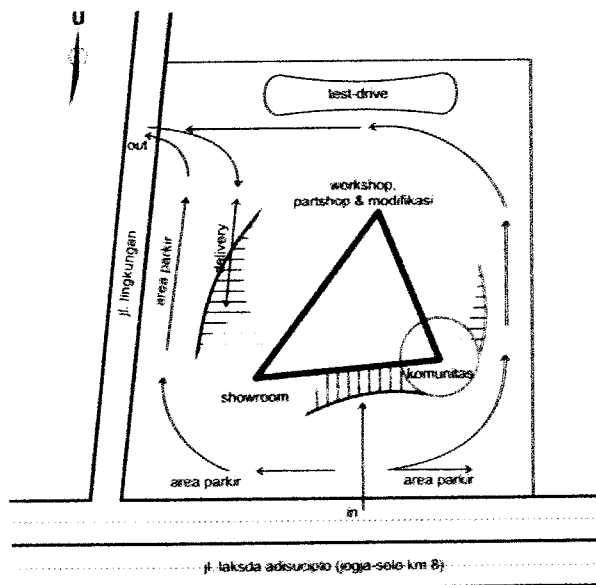 U
test-drive
out
workshop,
partshop & modifikasi
delivery
area parkir
jl. lingkungan
komunitas
showroom
area parkir
area parkir
in
jl. laksda adisucipto (jogja-solo km 8)